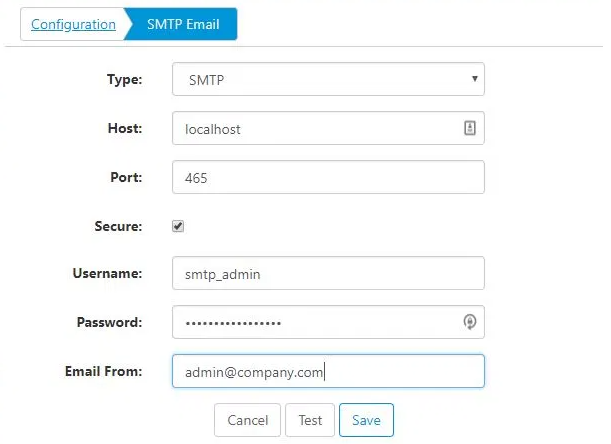 Configuration SMTP Email
Type: SMTP
Host: localhost
Port: 465
Secure:
Username: smtp_admin
Password: •••••••••••••••••
Email From: admin@company.com
Cancel Test Save